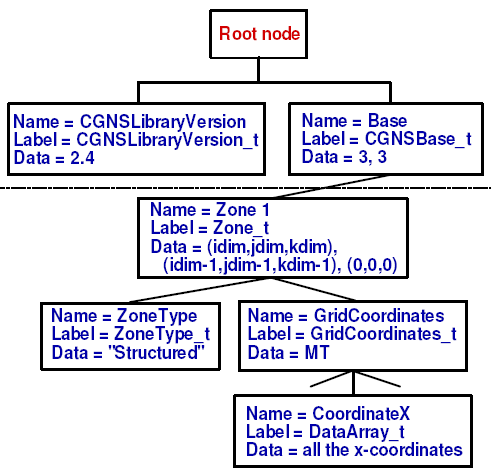 Root node
Name = CGNSLibraryVersion
Label = CGNSLibraryVersion_t
Data = 2.4
Name = Base
Label = CGNSBase_t
Data = 3, 3
Name = Zone 1
Label = Zone_t
Data = (idim,jdim,kdim),
(idim-1,jdim-1,kdim-1), (0,0,0)
Name = ZoneType
Label = ZoneType_t
Data = "Structured"
Name = GridCoordinates
Label = GridCoordinates_t
Data = MT
Name = CoordinateX
Label = DataArray_t
Data = all the x-coordinates